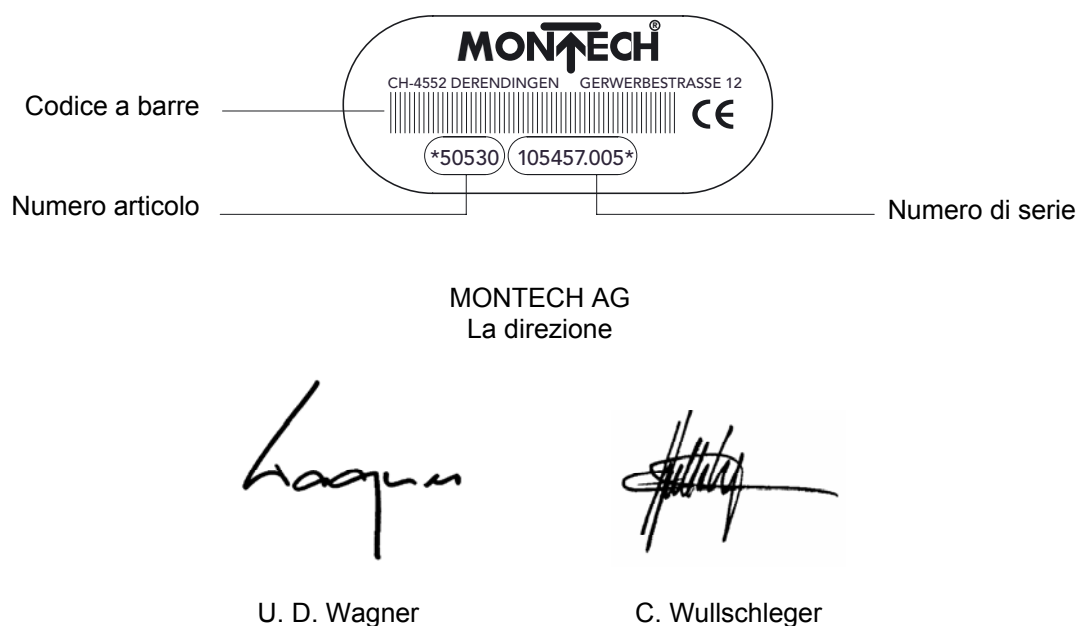 MONTECH®
CH-4552 DERENDINGEN GERWERBESTRASSE 12
Codice a barre
CE
*50530 105457.005*
Numero articolo
Numero di serie
MONTECH AG
La direzione
Wagner
U. D. Wagner C. Wullschleger